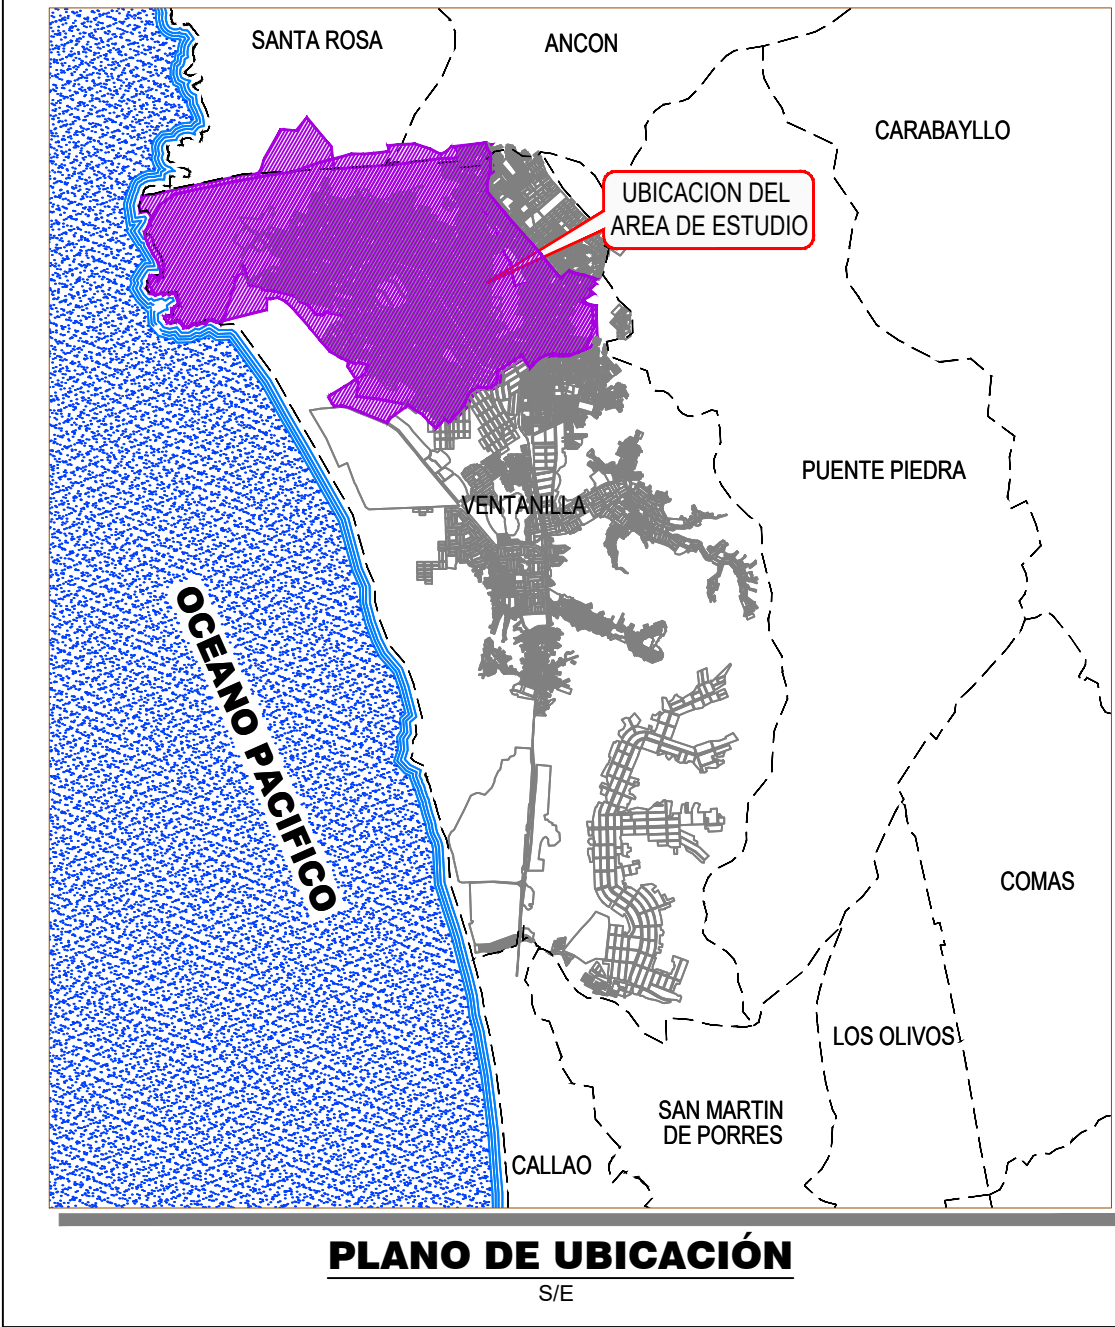 SANTA ROSA
ANCON
CARABAYLLO
UBICACION DEL
AREA DE ESTUDIO
PUENTE PIEDRA
VENTANILLA
OCEANO PACIFICO
COMAS
LOS OLIVOS
SAN MARTIN
DE PORRES
CALLAO
PLANO DE UBICACIÓN
S/E